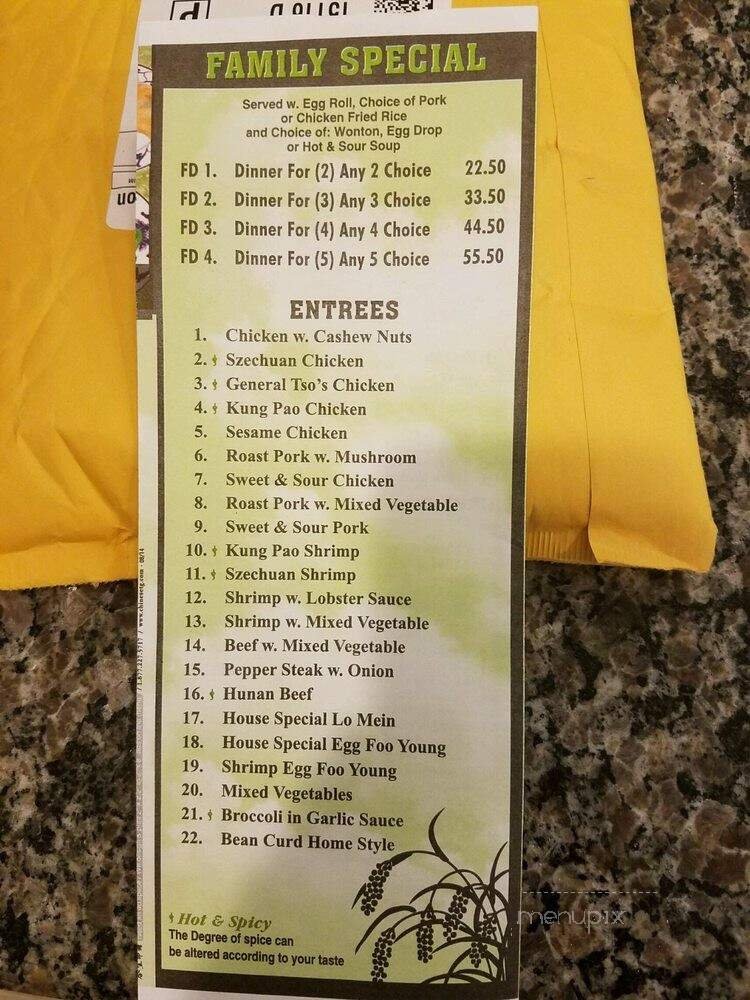 FAMILY SPECIAL
Served w. Egg Roll, Choice of Pork
or Chicken Fried Rice
and Choice of: Wonton, Egg Drop
or Hot & Sour Soup
FD 1. Dinner For (2) Any 2 Choice 22.50
FD 2. Dinner For (3) Any 3 Choice 33.50
FD 3. Dinner For (4) Any 4 Choice 44.50
FD 4. Dinner For (5) Any 5 Choice 55.50
ENTREES
1. Chicken w. Cashew Nuts
2. Szechuan Chicken
3. General Tso's Chicken
4. Kung Pao Chicken
5. Sesame Chicken
6. Roast Pork w. Mushroom
7. Sweet & Sour Chicken
8. Roast Pork w. Mixed Vegetable
9. Sweet & Sour Pork
10. Kung Pao Shrimp
11. Szechuan Shrimp
12. Shrimp w. Lobster Sauce
13. Shrimp w. Mixed Vegetable
14. Beef w. Mixed Vegetable
15. Pepper Steak w. Onion
16. Hunan Beef
17. House Special Lo Mein
18. House Special Egg Foo Young
19. Shrimp Egg Foo Young
20. Mixed Vegetables
21. Broccoli in Garlic Sauce
22. Bean Curd Home Style
Hot & Spicy
The Degree of spice can
be altered according to your taste
menupix